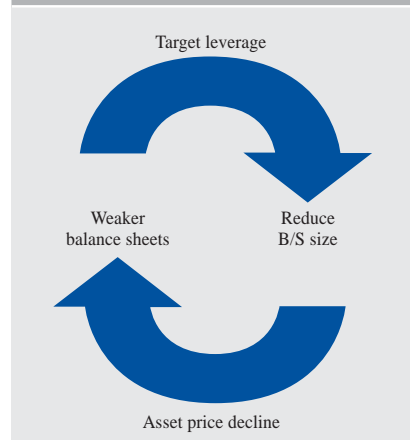 Target leverage
Weaker
balance sheets
Reduce
B/S size
Asset price decline